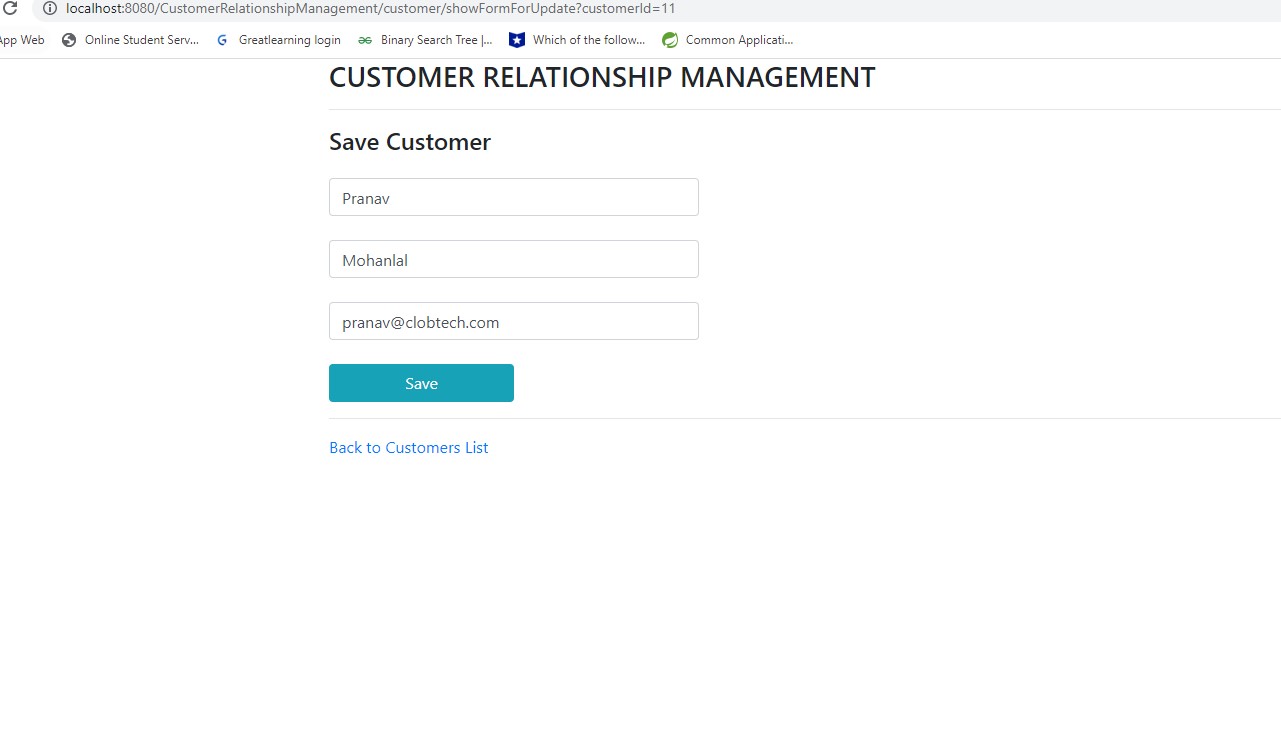 localhost:8080/CustomerRelationshipManagement/customer/showFormForUpdate?customerId=11
App Web Online Student Serv... G Greatlearning login Binary Search Tree |... Which of the follow... Common Applicati...
CUSTOMER RELATIONSHIP MANAGEMENT
Save Customer
Pranav
Mohanlal
pranav@clobtech.com
Save
Back to Customers List